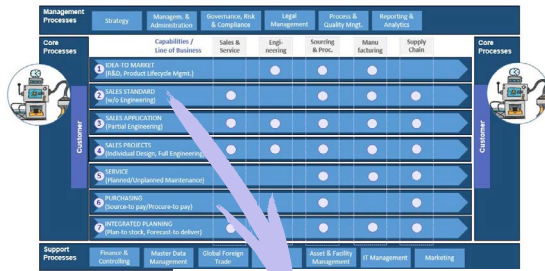 Management
Processes
Strategy
Managem. &
Administration
Governance, Risk
& Compliance
Legal
Management
Process &
Quality Mngt.
Reporting &
Analytics
Core
Processes
Capabilities /
Line of Business
Sales &
Service
Engi-
neering
Sourcing
& Proc.
Manu
facturing
Supply
Chain
Core
Processes
1 IDEA-TO MARKET
(R&D, Product Lifecycle Mgmt.)
2 SALES STANDARD
(w/o Engineering)
3 SALES APPLICATION
(Partial Engineering)
4 SALES PROJECTS
(Individual Design, Full Engineering)
5 SERVICE
(Planned/Unplanned Maintenance)
6 PURCHASING
(Source-to pay/Procure-to pay)
7 INTEGRATED PLANNING
(Plan-to stock, Forecast-to deliver)
Customer
Customer
Support
Processes
Finance &
Controlling
Master Data
Management
Global Foreign
Trade
Asset & Facility
Management
IT Management
Marketing